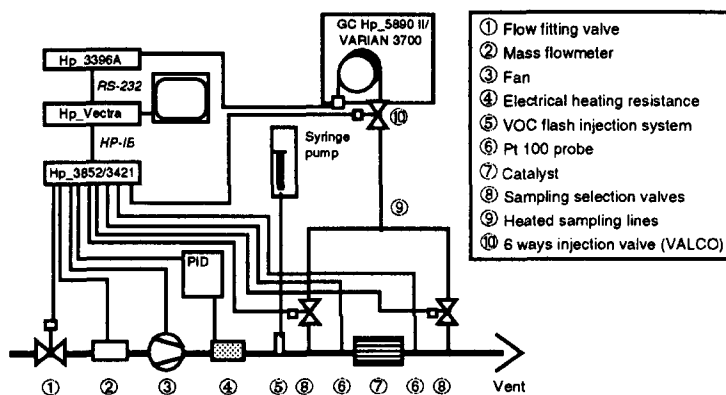 GC Hp_5890 II/
VARIAN 3700
Hp_3396A
RS-232
Hp_Vectra
HP-IB
Hp_3852/3421
Syringe
pump
PID
⑩
⑨
① ② ③ ④ ⑤ ⑧ ⑥ ⑦ ⑥ ⑧ Vent
① Flow fitting valve
② Mass flowmeter
③ Fan
④ Electrical heating resistance
⑤ VOC flash injection system
⑥ Pt 100 probe
⑦ Catalyst
⑧ Sampling selection valves
⑨ Heated sampling lines
⑩ 6 ways injection valve (VALCO)